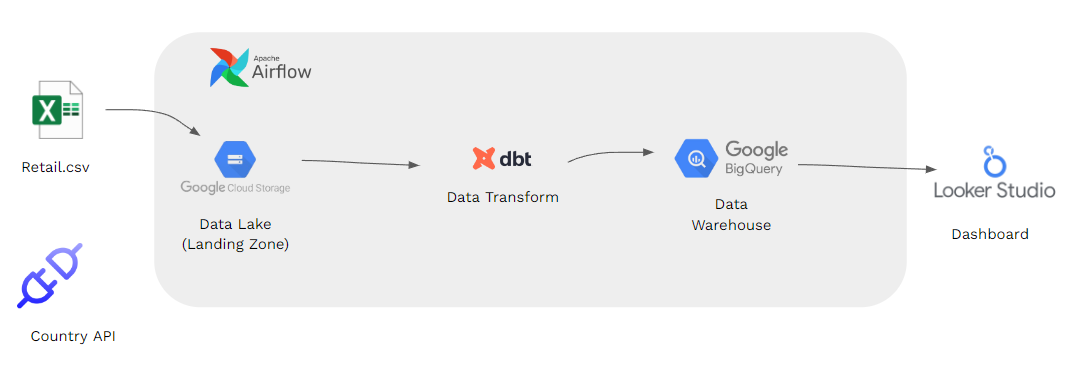 Apache
Airflow
X
Retail.csv
Google Cloud Storage
Data Lake
(Landing Zone)
dbt
Data Transform
Google
BigQuery
Data
Warehouse
Looker Studio
Dashboard
Country API